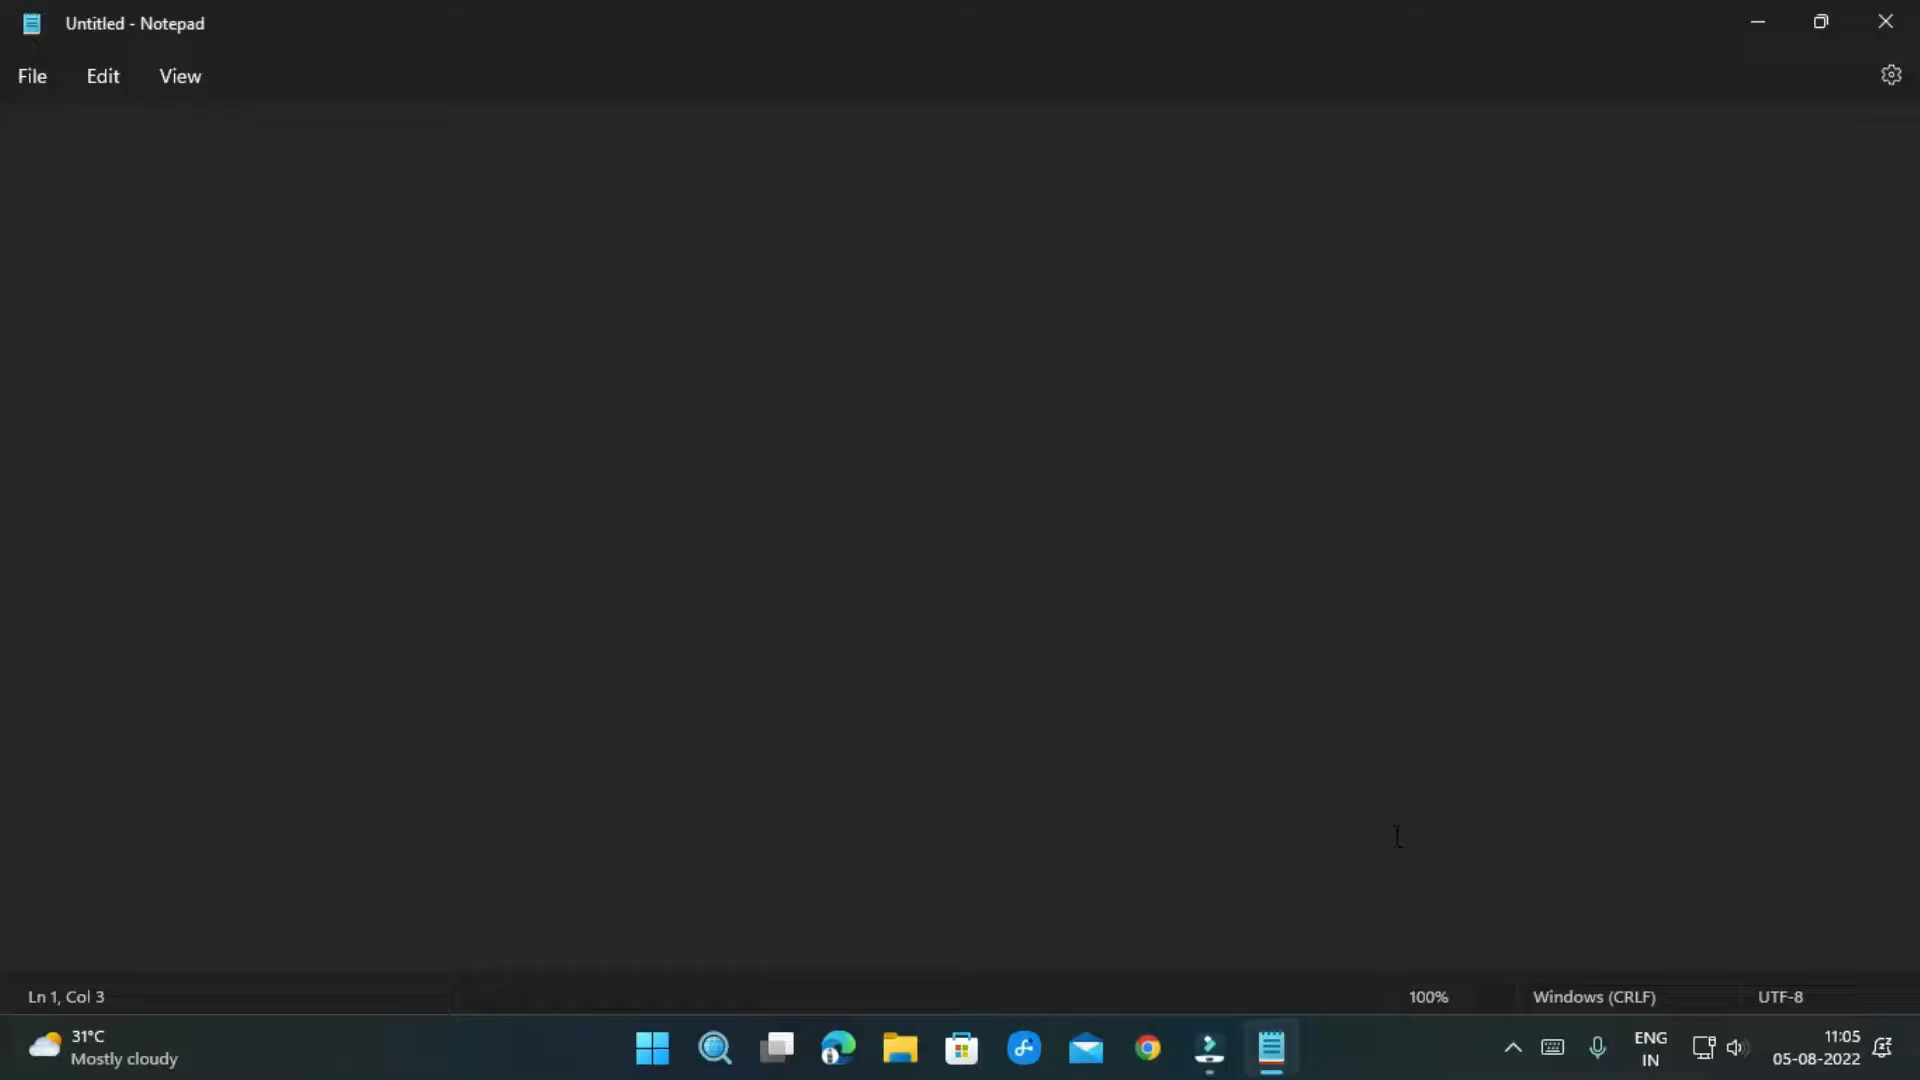 Untitled - Notepad
File Edit View
Ln 1, Col 3 100% Windows (CRLF) UTF-8
31°C
Mostly cloudy
ENG
IN
11:05
05-08-2022